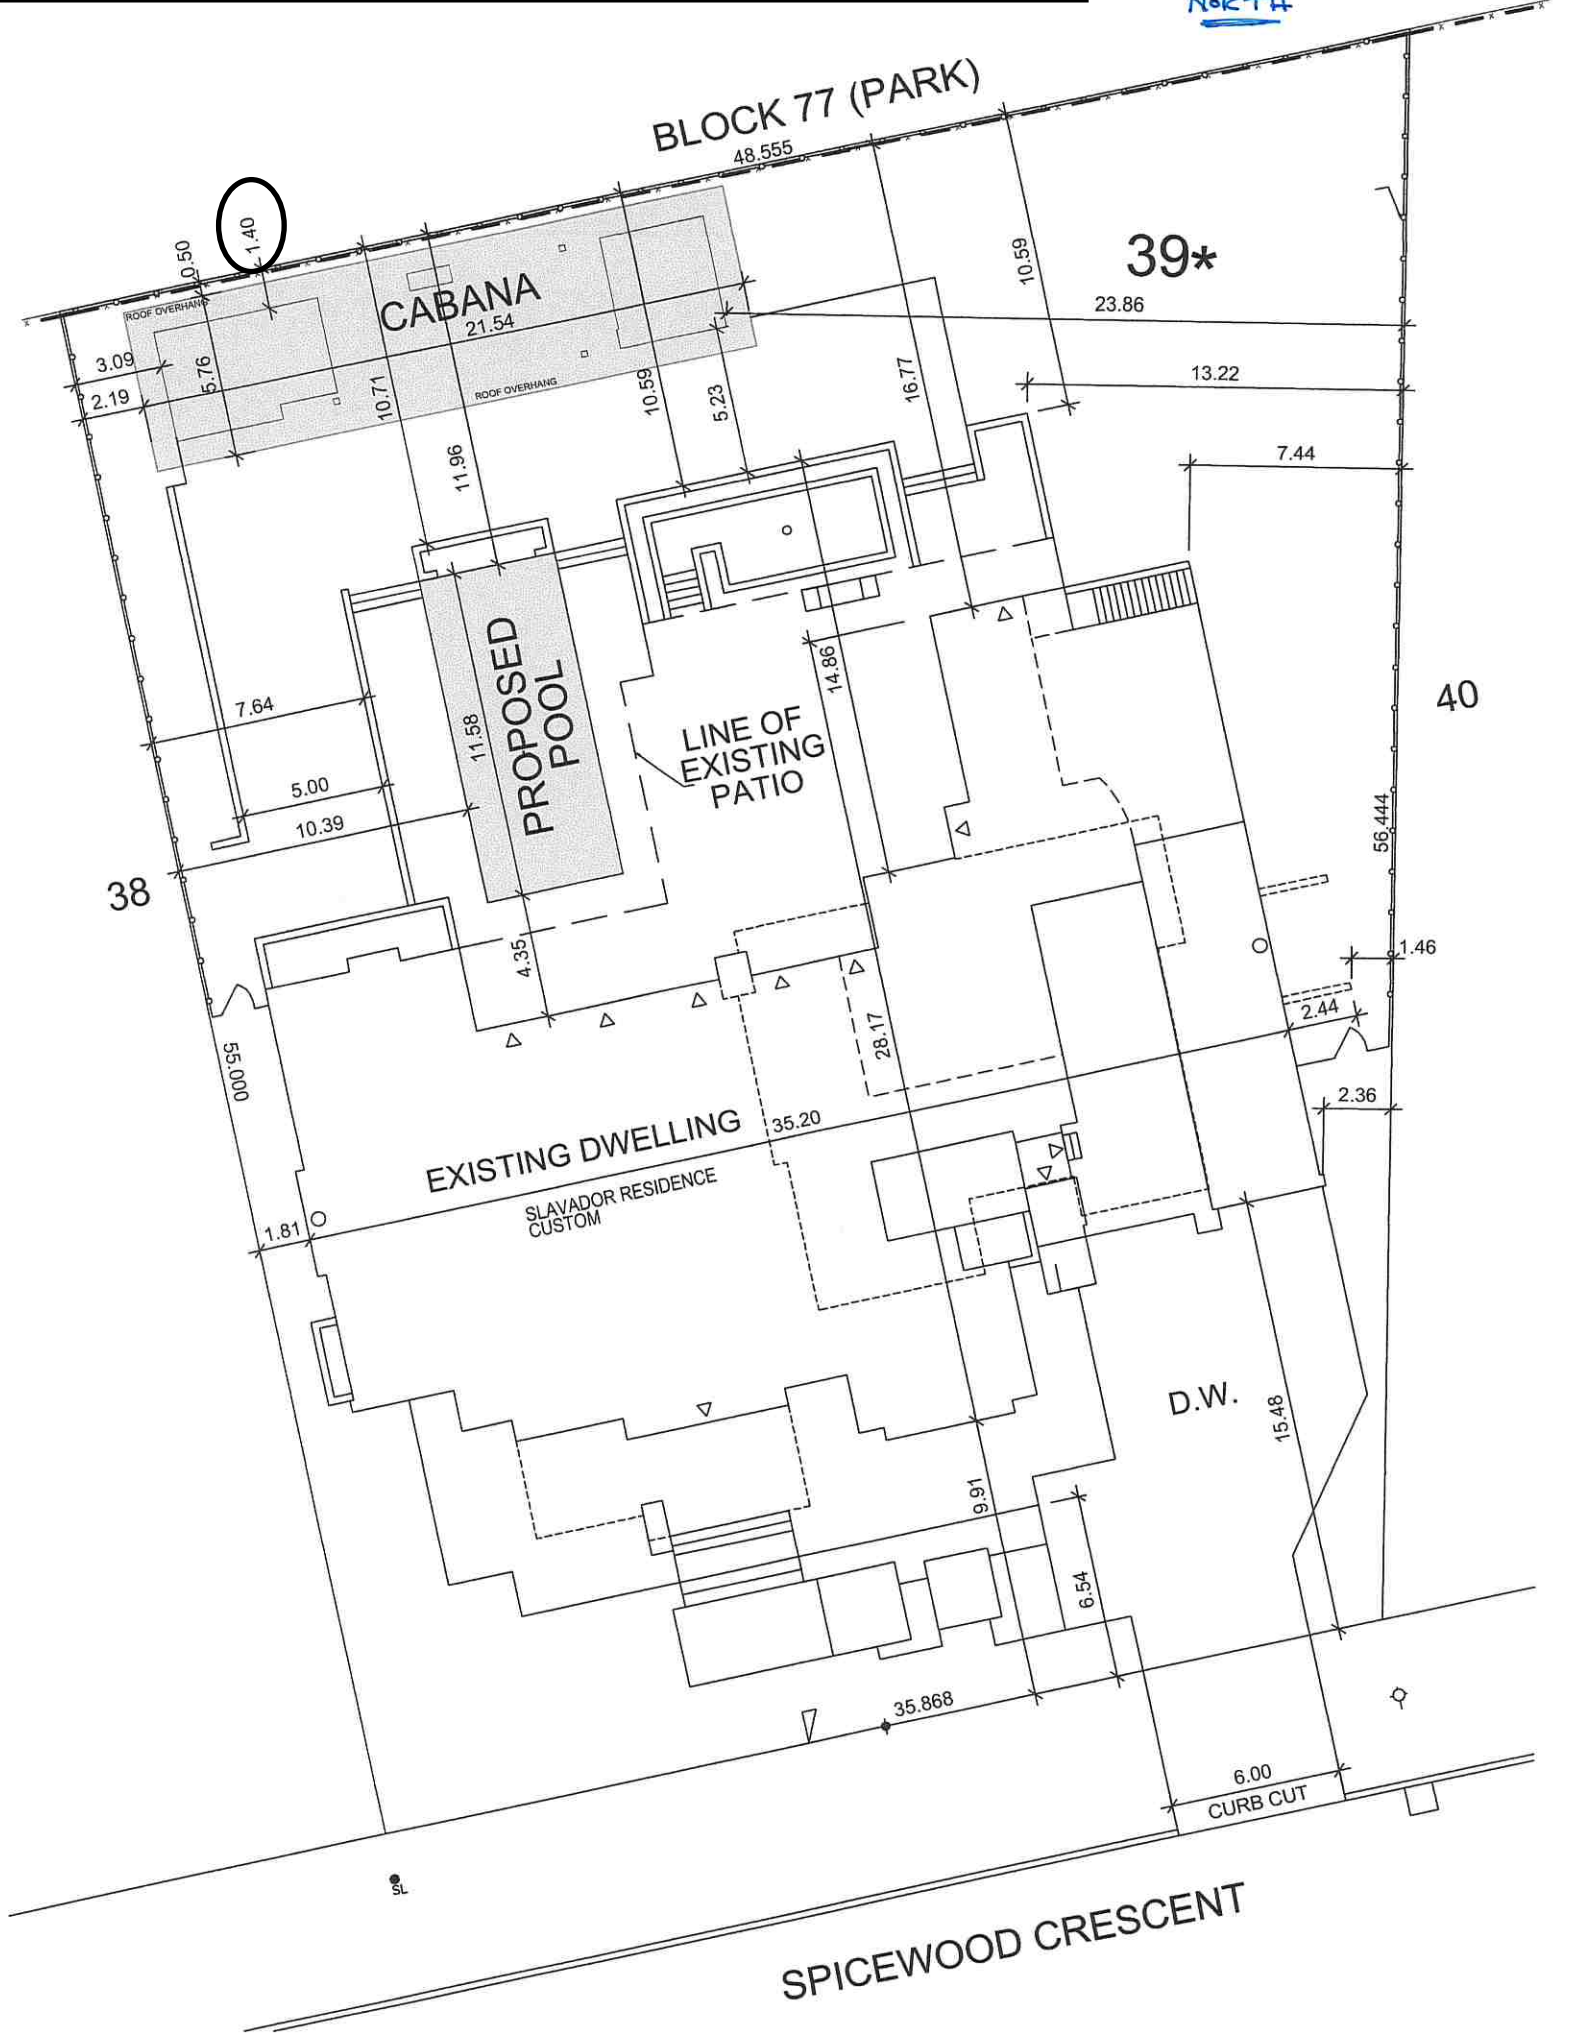 NORTH
BLOCK 77 (PARK)
48.555
1.40
0.50
ROOF OVERHANG
CABANA
21.54
39*
10.59
23.86
3.09
2.19
5.76
10.71
ROOF OVERHANG
10.59
5.23
16.77
13.22
11.96
7.44
PROPOSED
POOL
11.58
7.64
5.00
10.39
LINE OF
EXISTING
PATIO
14.86
40
56.444
38
4.35
1.46
2.44
28.17
55.000
2.36
EXISTING DWELLING
35.20
SLAVADOR RESIDENCE
CUSTOM
1.81
D.W.
15.48
9.91
6.54
35.868
6.00
CURB CUT
SL
SPICEWOOD CRESCENT